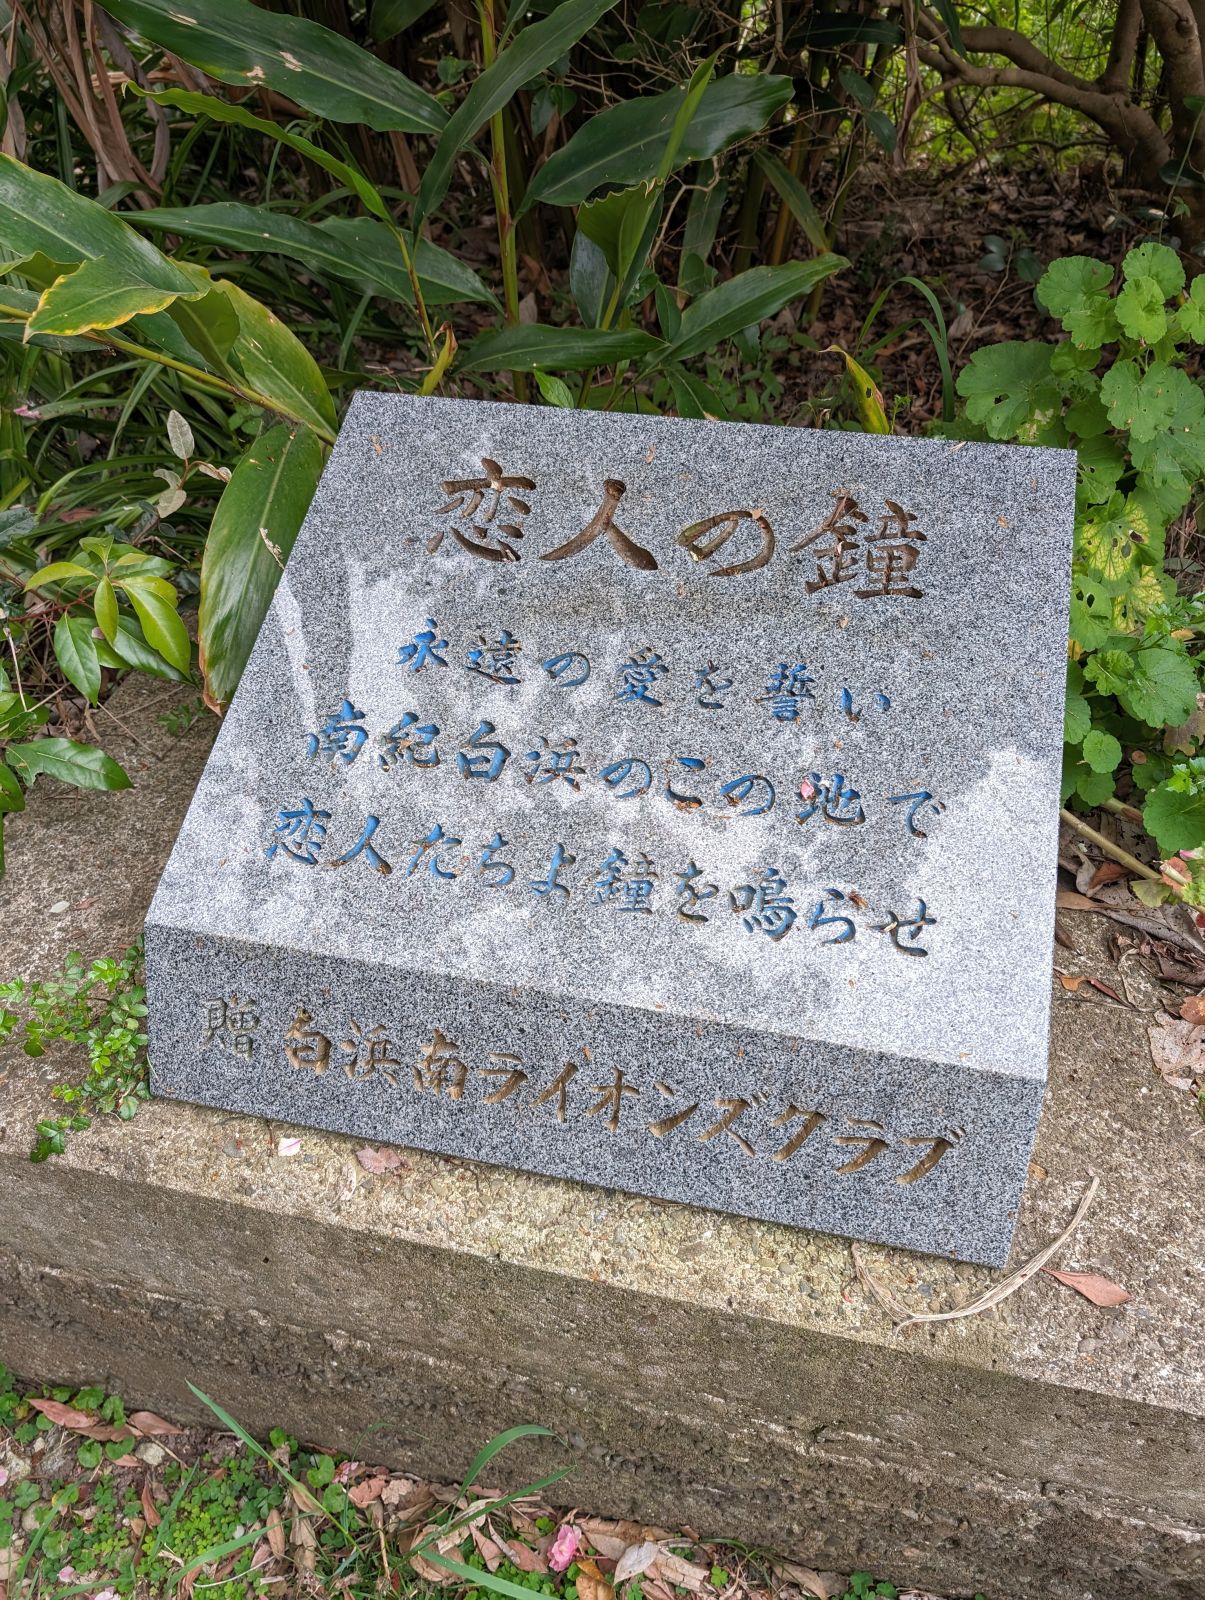 恋人の鐘
永遠の愛を誓い
南紀白浜のこの地で
恋人たちよ鐘を鳴らせ
贈 白浜南ライオンズクラブ